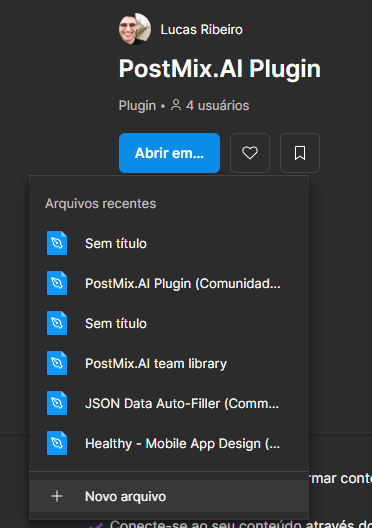 Lucas Ribeiro
PostMix.AI Plugin
Plugin • 4 usuários
Abrir em...
Arquivos recentes
Sem título
PostMix.AI Plugin (Comunidad...
Sem título
PostMix.AI team library
JSON Data Auto-Filler (Comm...
Healthy - Mobile App Design (...
Novo arquivo
Conecte-se ao seu conteúdo através do